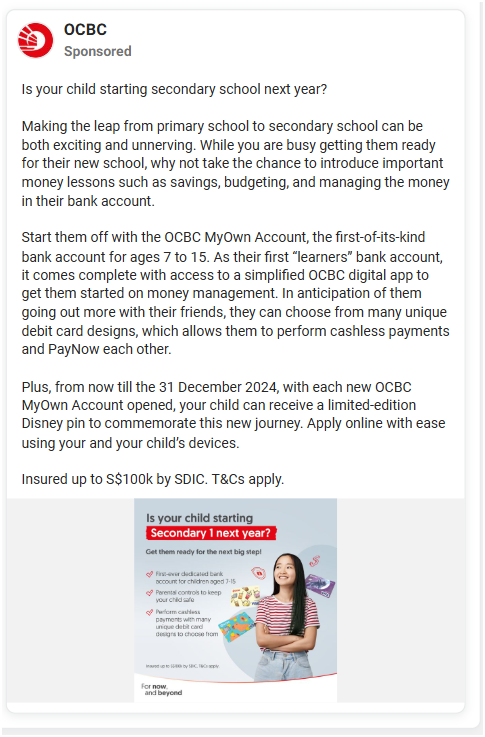 OCBC
Sponsored
Is your child starting secondary school next year?
Making the leap from primary school to secondary school can be
both exciting and unnerving. While you are busy getting them ready
for their new school, why not take the chance to introduce important
money lessons such as savings, budgeting, and managing the money
in their bank account.
Start them off with the OCBC MyOwn Account, the first-of-its-kind
bank account for ages 7 to 15. As their first “learners” bank account,
it comes complete with access to a simplified OCBC digital app to
get them started on money management. In anticipation of them
going out more with their friends, they can choose from many unique
debit card designs, which allows them to perform cashless payments
and PayNow each other.
Plus, from now till the 31 December 2024, with each new OCBC
MyOwn Account opened, your child can receive a limited-edition
Disney pin to commemorate this new journey. Apply online with ease
using your and your child’s devices.
Insured up to S$100k by SDIC. T&Cs apply.
Is your child starting
Secondary 1 next year?
Get them ready for the next big step!
First-ever dedicated bank
account for children aged 7-15
Parental controls to keep
your child safe
Perform cashless
payments with many
unique debit card
designs to choose from
Insured up to S$100k by SDIC. T&Cs apply.
For now,
and beyond